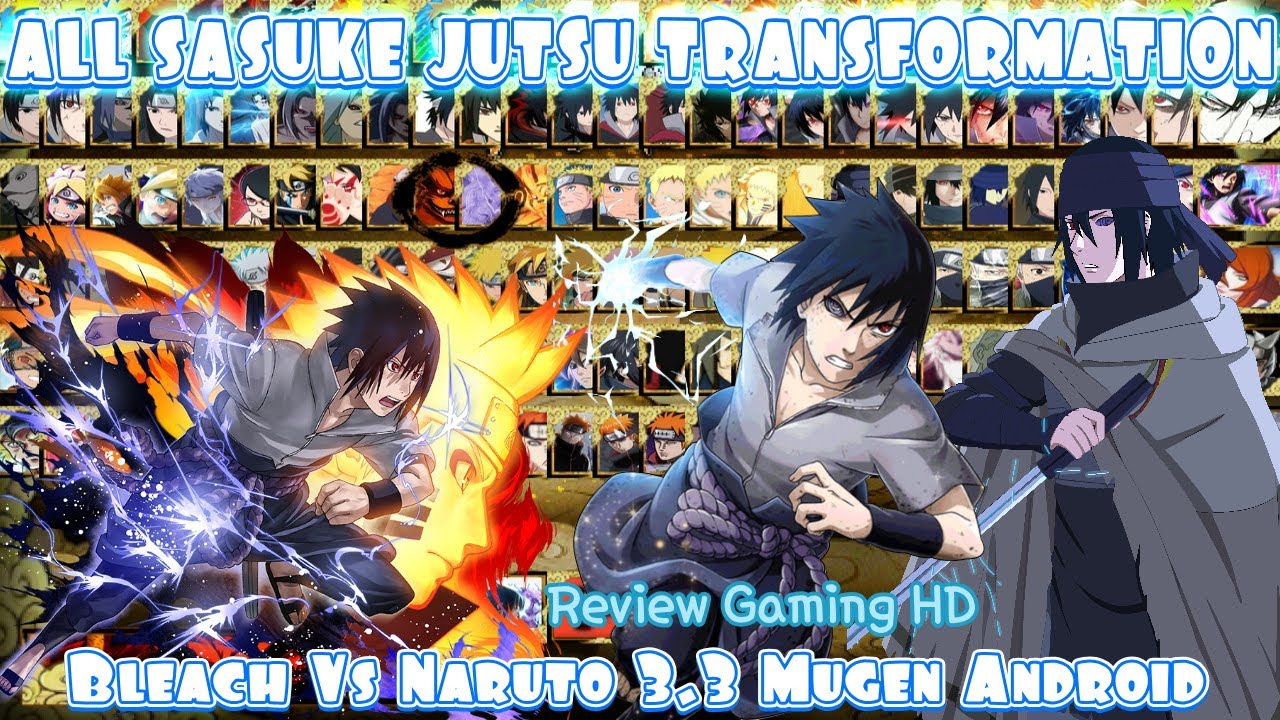 ALL SASUKE JUTSU TRANSFORMATION
Review Gaming HD
Bleach Vs Naruto 3.3 Mugen Android